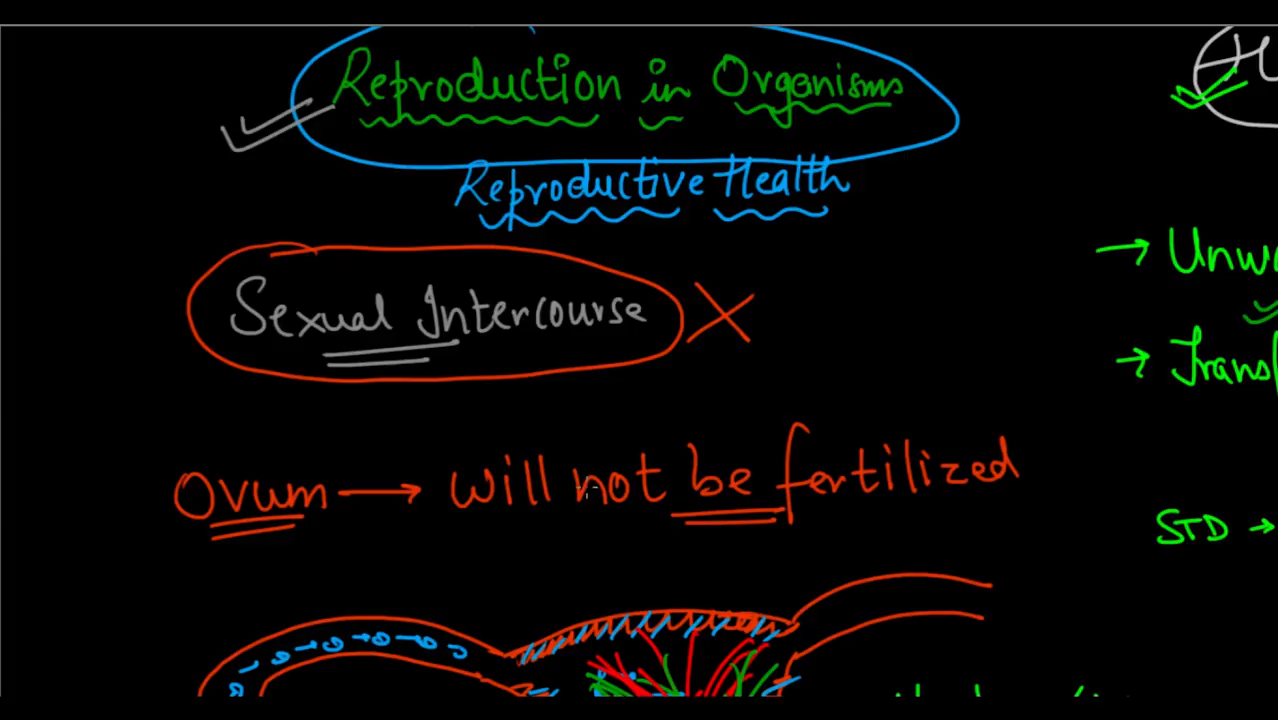 Reproduction in Organisms
Reproductive Health
Sexual Intercourse
Ovum → will not be fertilized
→
→
STD →